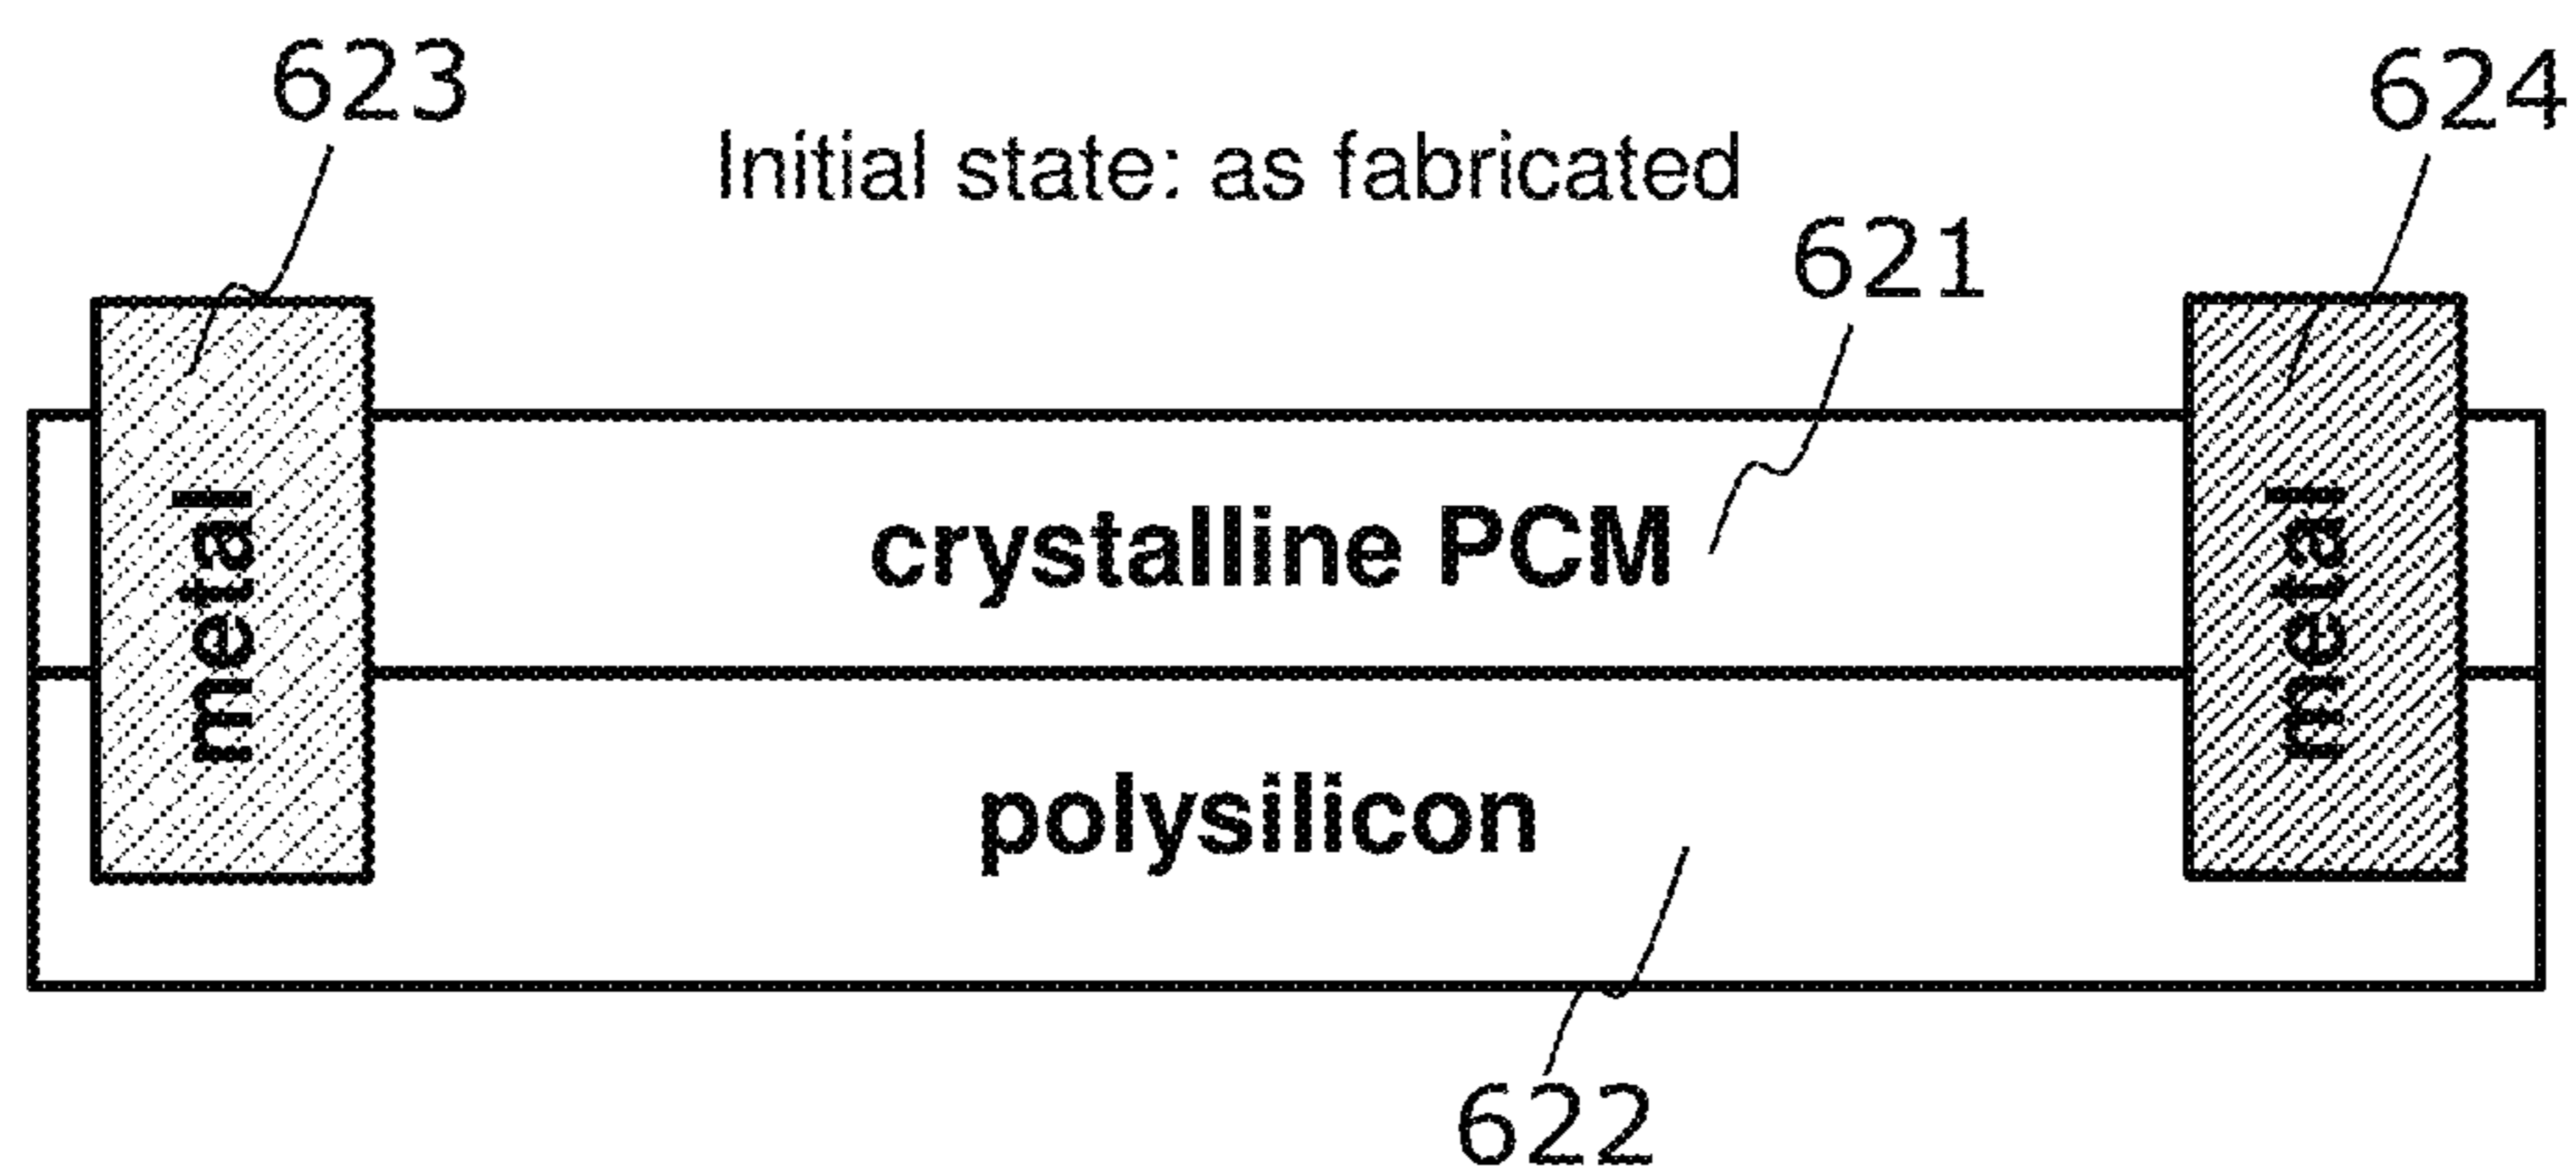 623
624
Initial state: as fabricated
621
metal
crystalline PCM
metal
polysilicon
622